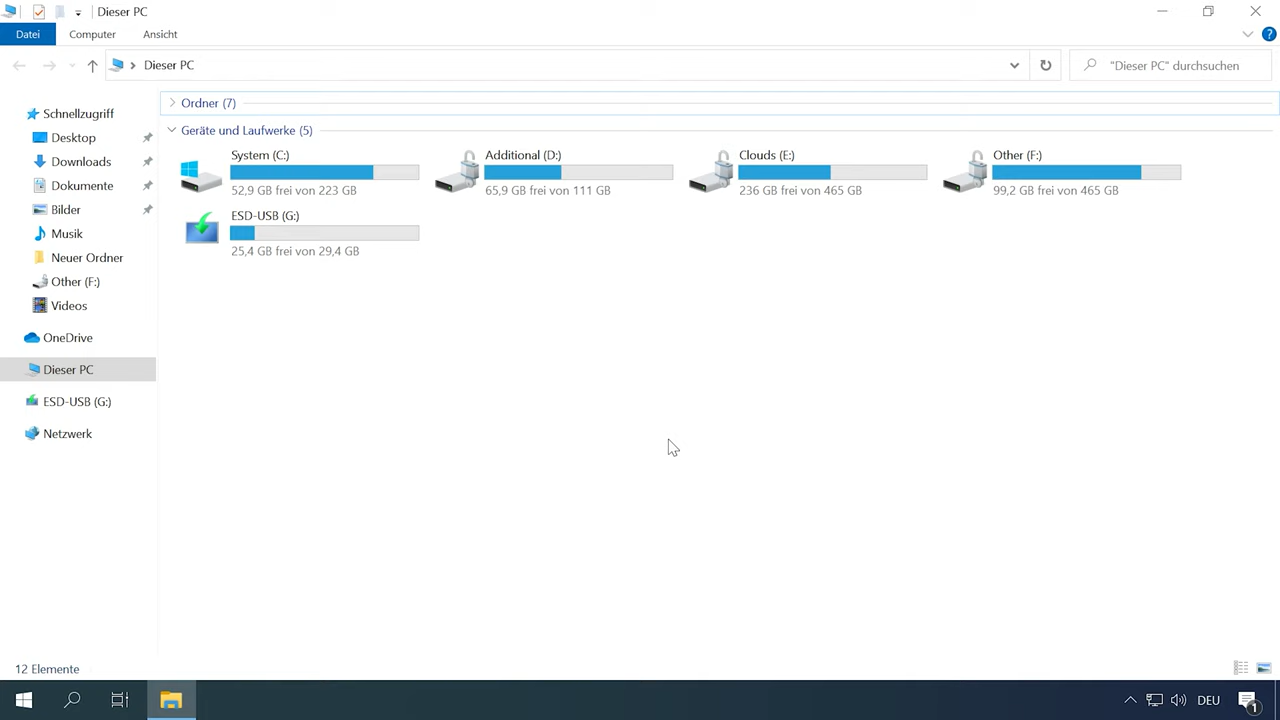 Dieser PC
Datei
Computer
Ansicht
Dieser PC
"Dieser PC" durchsuchen
Schnellzugriff
Desktop
Downloads
Dokumente
Bilder
Musik
Neuer Ordner
Other (F:)
Videos
OneDrive
Dieser PC
ESD-USB (G:)
Netzwerk
Ordner (7)
Geräte und Laufwerke (5)
System (C:)
52,9 GB frei von 223 GB
Additional (D:)
65,9 GB frei von 111 GB
Clouds (E:)
236 GB frei von 465 GB
Other (F:)
99,2 GB frei von 465 GB
ESD-USB (G:)
25,4 GB frei von 29,4 GB
12 Elemente
DEU
1